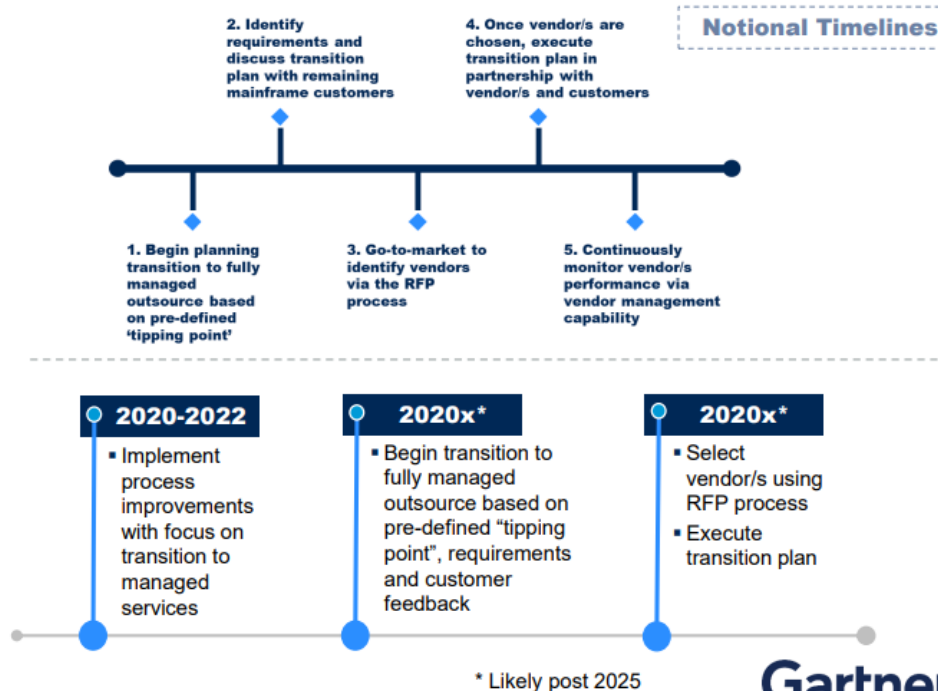 Notional Timelines
2. Identify
requirements and
discuss transition
plan with remaining
mainframe customers
4. Once vendor/s are
chosen, execute
transition plan in
partnership with
vendor/s and customers
1. Begin planning
transition to fully
managed
outsource based
on pre-defined
‘tipping point’
3. Go-to-market to
identify vendors
via the RFP
process
5. Continuously
monitor vendor/s
performance via
vendor management
capability
2020-2022
▪ Implement
process
improvements
with focus on
transition to
managed
services
2020x*
▪ Begin transition to
fully managed
outsource based on
pre-defined “tipping
point”, requirements
and customer
feedback
2020x*
▪ Select
vendor/s using
RFP process
▪ Execute
transition plan
* Likely post 2025
Gartner